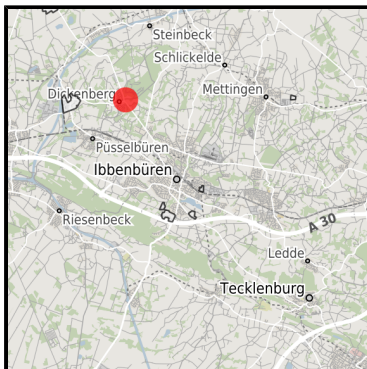 Steinbeck
Schlickelde
Dickenberg
Mettingen
Püsselbüren
Ibbenbüren
Riesenbeck
A 30
Ledde
Tecklenburg